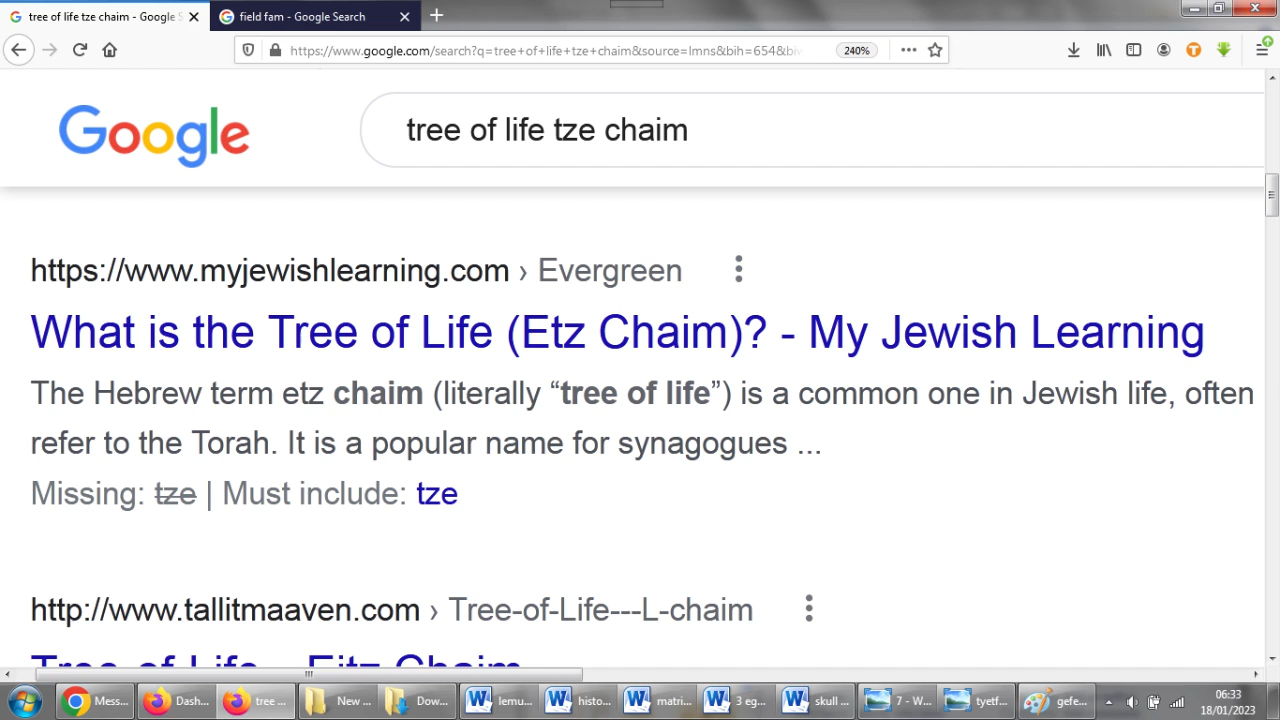 tree of life tze chaim - Google S
field fam - Google Search
https://www.google.com/search?q=tree+of+life+tze+chaim&source=lmns&bih=654&bi
240%
Google
tree of life tze chaim
https://www.myjewishlearning.com › Evergreen
What is the Tree of Life (Etz Chaim)? - My Jewish Learning
The Hebrew term etz chaim (literally “tree of life”) is a common one in Jewish life, often
refer to the Torah. It is a popular name for synagogues ...
Missing: tze | Must include: tze
http://www.tallitmaaven.com › Tree-of-Life---L-chaim
Tree of Life - Eitz Chaim
Mess... Dash... tree ... New ... Dow... lemu... histo... matri... 3 eg... skull ... 7 - W... tyetf... gefe...
06:33
18/01/2023